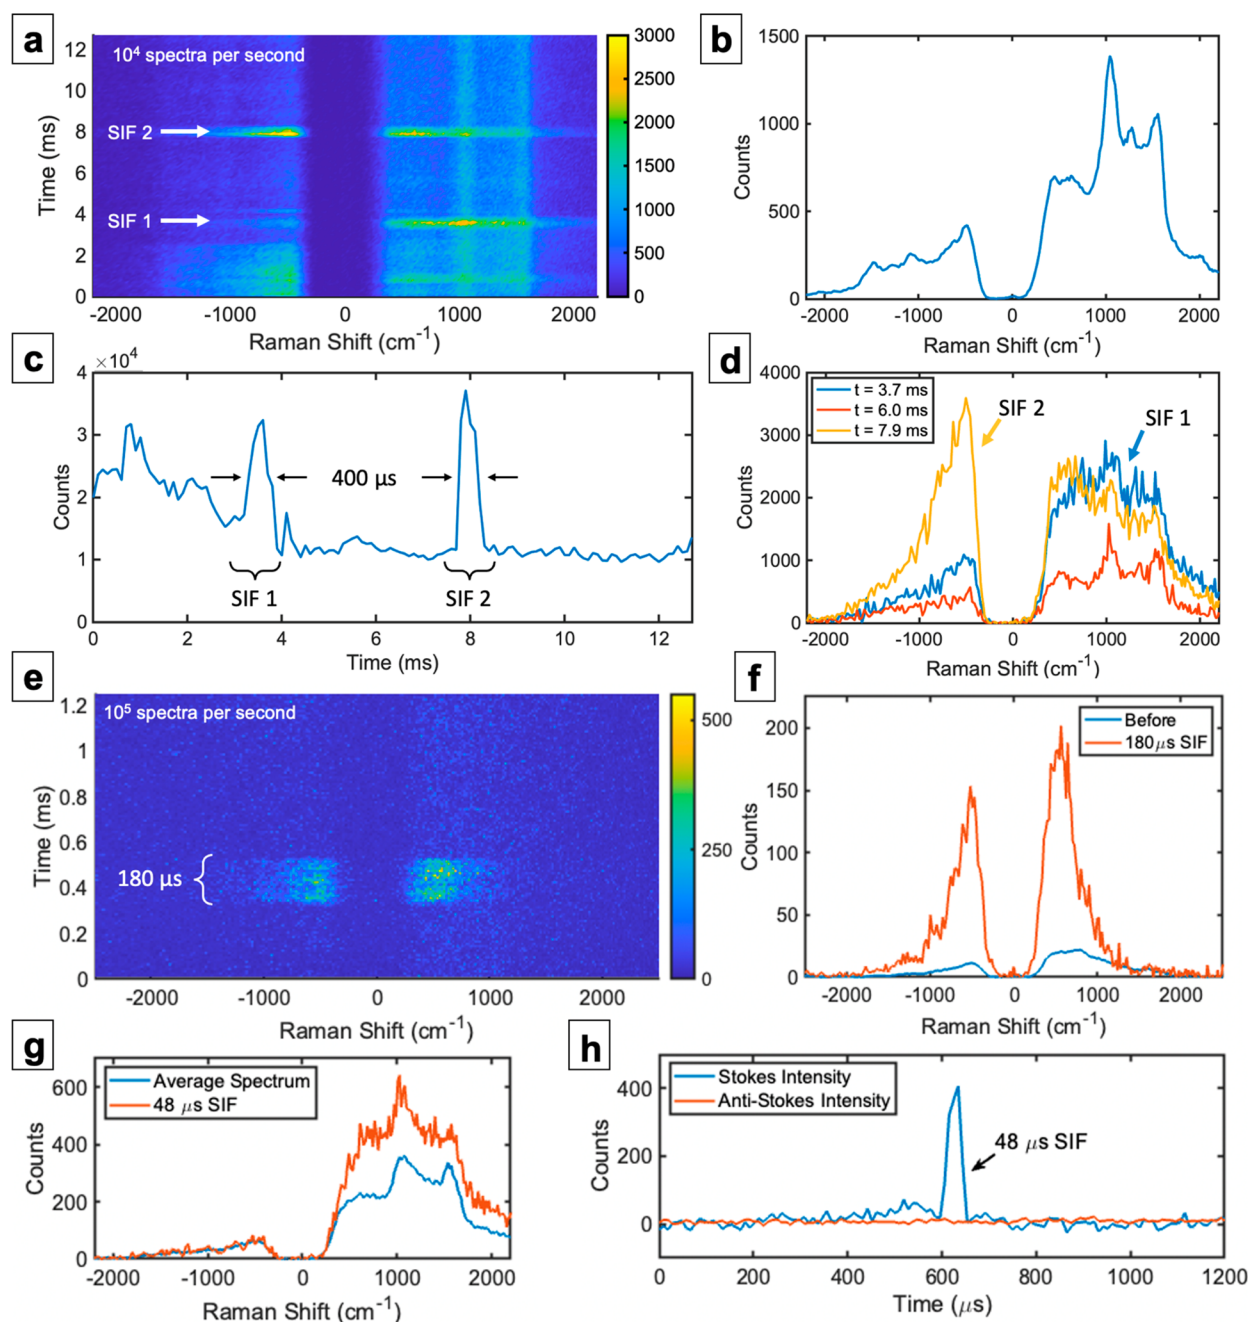 a
10⁴ spectra per second
SIF 2
SIF 1
Time (ms)
12
10
8
6
4
2
0
-2000
-1000
0
1000
2000
Raman Shift (cm⁻¹)
3000
2500
2000
1500
1000
500
0
b
Counts
1500
1000
500
0
-2000
-1000
0
1000
2000
Raman Shift (cm⁻¹)
c
×10⁴
Counts
4
3
2
1
0
400 µs
SIF 1
SIF 2
0
2
4
6
8
10
12
Time (ms)
d
Counts
4000
3000
2000
1000
0
t = 3.7 ms
t = 6.0 ms
t = 7.9 ms
SIF 2
SIF 1
-2000
-1000
0
1000
2000
Raman Shift (cm⁻¹)
e
10⁵ spectra per second
Time (ms)
1.2
1
0.8
0.6
0.4
0.2
0
180 µs
-2000
-1000
0
1000
2000
Raman Shift (cm⁻¹)
500
250
0
f
Counts
200
150
100
50
0
Before
180µs SIF
-2000
-1000
0
1000
2000
Raman Shift (cm⁻¹)
g
Counts
600
400
200
0
Average Spectrum
48 µs SIF
-2000
-1000
0
1000
2000
Raman Shift (cm⁻¹)
h
Counts
400
200
0
Stokes Intensity
Anti-Stokes Intensity
48 µs SIF
0
200
400
600
800
1000
1200
Time (µs)